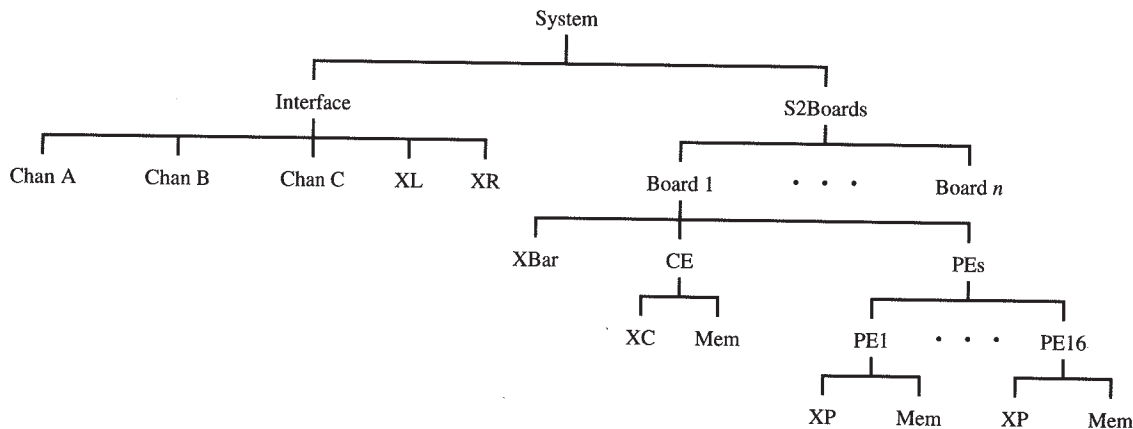 System
Interface S2Boards
Chan A Chan B Chan C XL XR Board 1 . . . Board n
XBar CE PEs
XC Mem PE1 . . . PE16
XP Mem XP Mem